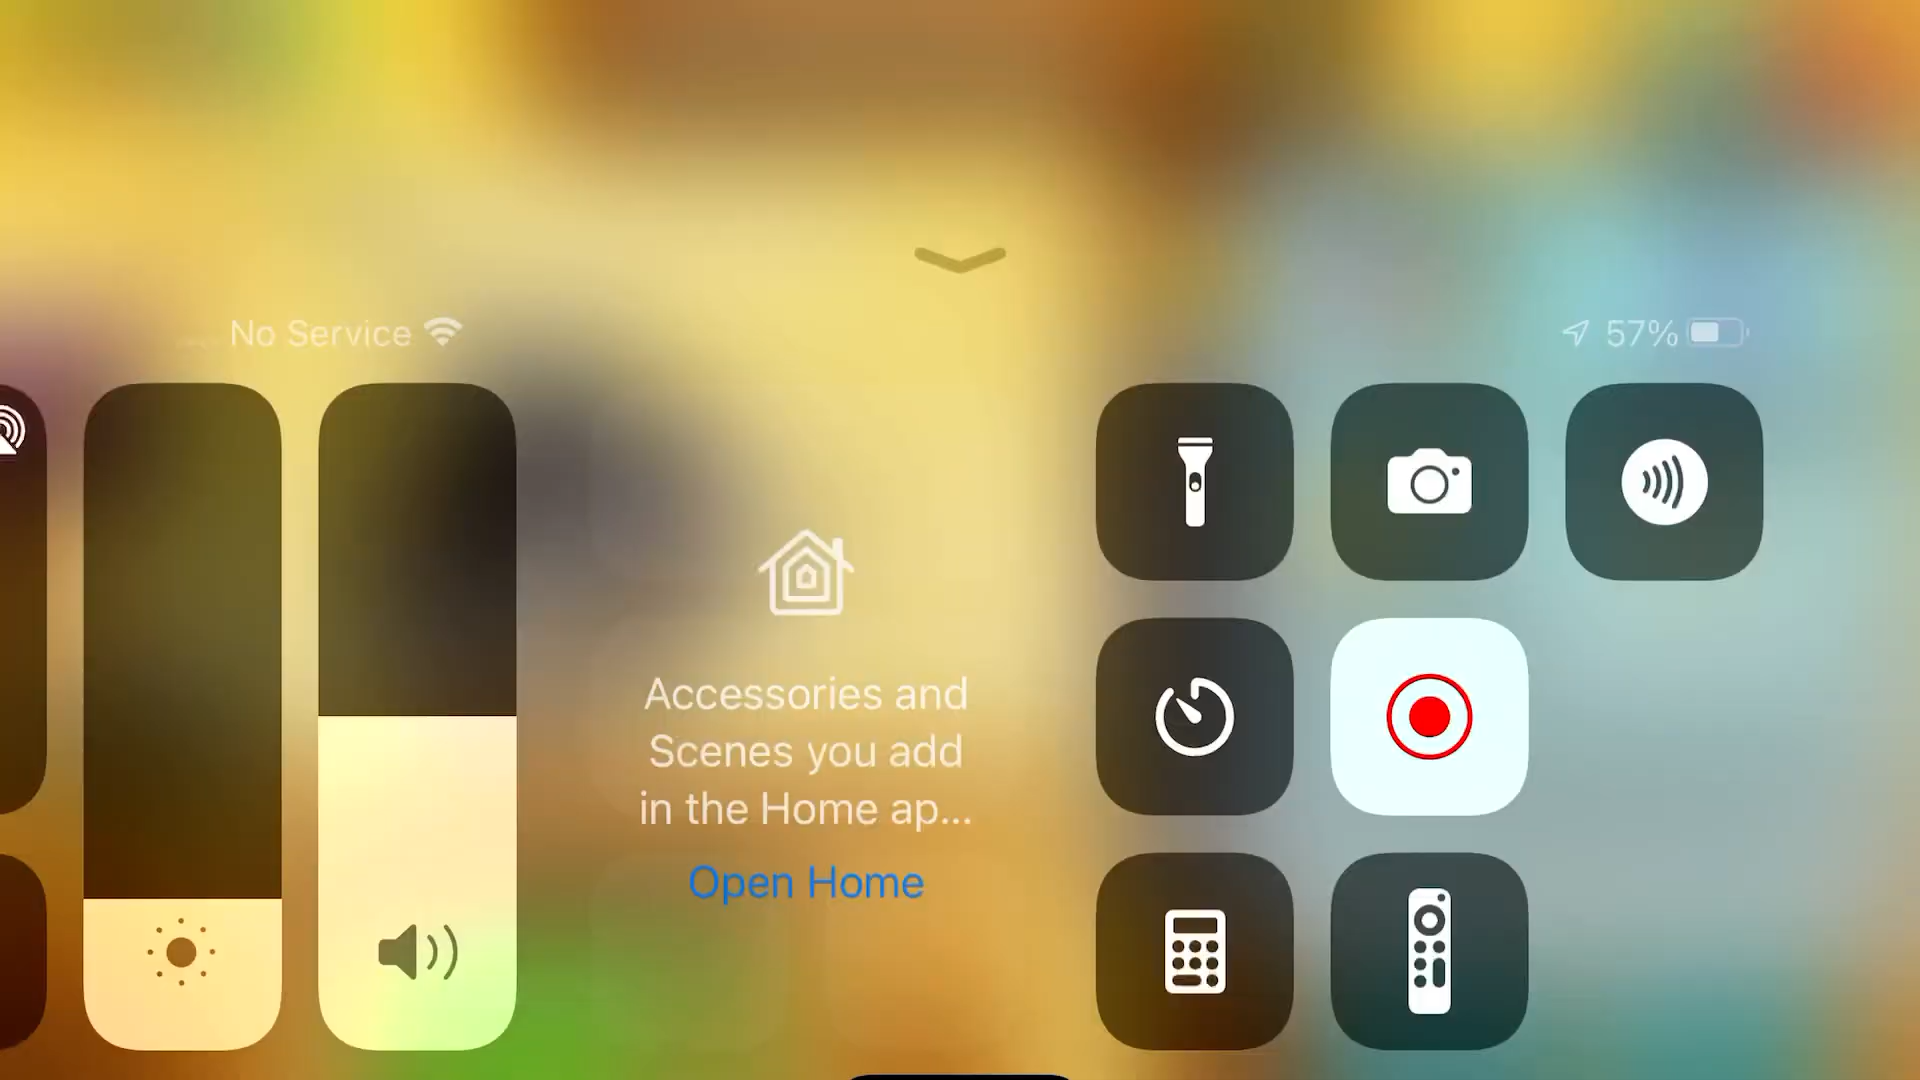 No Service
57%
Accessories and
Scenes you add
in the Home ap...
Open Home